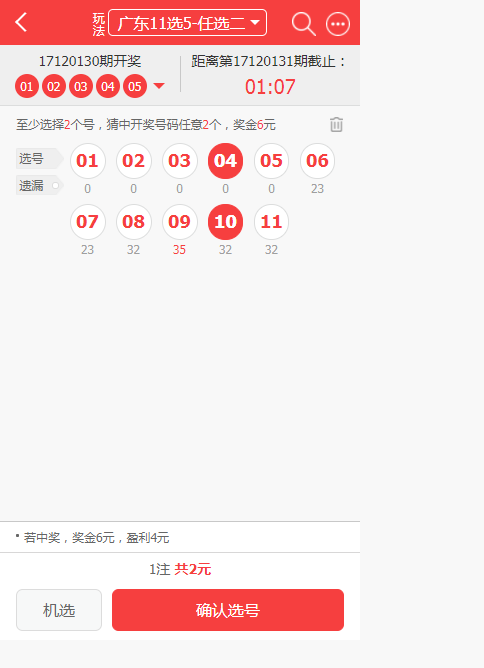 玩法 广东11选5-任选二
17120130期开奖 距离第17120131期截止：
01 02 03 04 05 01:07
至少选择2个号，猜中开奖号码任意2个，奖金6元
选号 01 02 03 04 05 06
遗漏 0 0 0 0 0 23
07 08 09 10 11
23 32 35 32 32
• 若中奖，奖金6元，盈利4元
1注 共2元
机选 确认选号